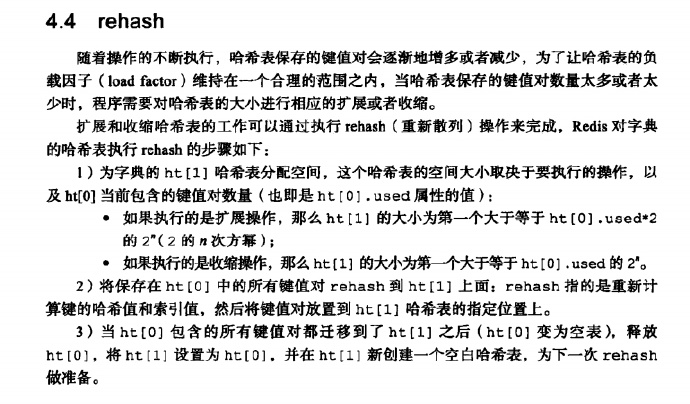 4.4 rehash
随着操作的不断执行，哈希表保存的键值对会逐渐地增多或者减少，为了让哈希表的负
载因子（load factor）维持在一个合理的范围之内，当哈希表保存的键值对数量太多或者太
少时，程序需要对哈希表的大小进行相应的扩展或者收缩。
扩展和收缩哈希表的工作可以通过执行 rehash（重新散列）操作来完成，Redis 对字典
的哈希表执行 rehash 的步骤如下：
1）为字典的 ht[1] 哈希表分配空间，这个哈希表的空间大小取决于要执行的操作，以
及 ht[0] 当前包含的键值对数量（也即是 ht[0].used 属性的值）：
• 如果执行的是扩展操作，那么 ht[1] 的大小为第一个大于等于 ht[0].used*2
的 2ⁿ（2 的 n 次方幂）；
• 如果执行的是收缩操作，那么 ht[1] 的大小为第一个大于等于 ht[0].used 的 2ⁿ。
2）将保存在 ht[0] 中的所有键值对 rehash 到 ht[1] 上面：rehash 指的是重新计
算键的哈希值和索引值，然后将键值对放置到 ht[1] 哈希表的指定位置上。
3）当 ht[0] 包含的所有键值对都迁移到了 ht[1] 之后（ht[0] 变为空表），释放
ht[0]，将 ht[1] 设置为 ht[0]，并在 ht[1] 新创建一个空白哈希表，为下一次 rehash
做准备。